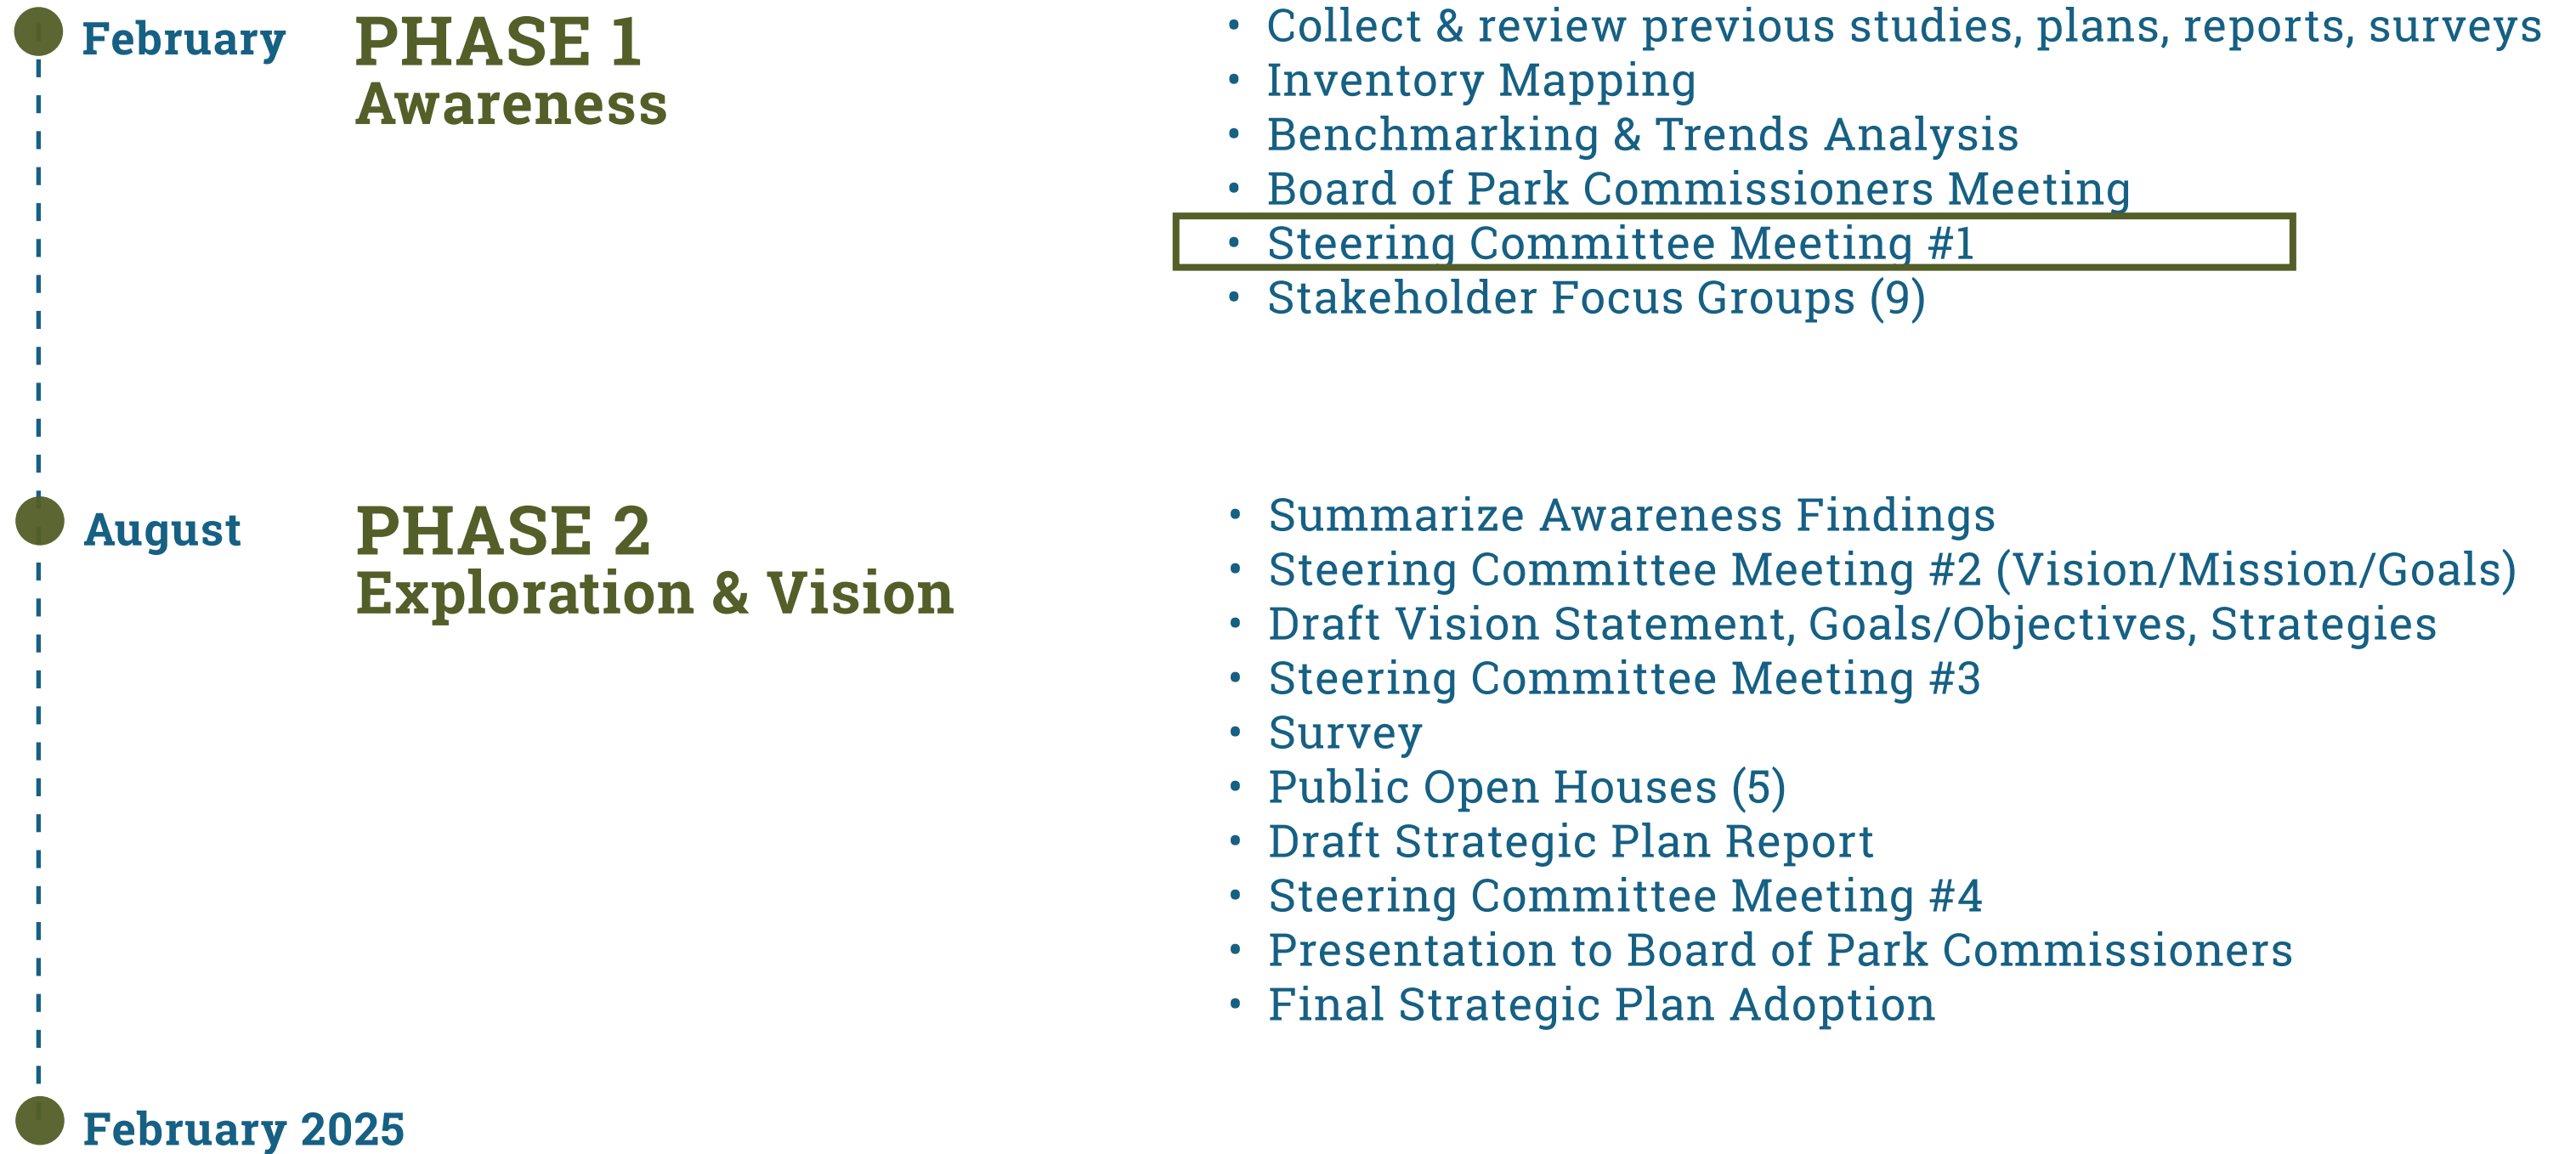 February
PHASE 1
Awareness
• Collect & review previous studies, plans, reports, surveys
• Inventory Mapping
• Benchmarking & Trends Analysis
• Board of Park Commissioners Meeting
• Steering Committee Meeting #1
• Stakeholder Focus Groups (9)
August
PHASE 2
Exploration & Vision
• Summarize Awareness Findings
• Steering Committee Meeting #2 (Vision/Mission/Goals)
• Draft Vision Statement, Goals/Objectives, Strategies
• Steering Committee Meeting #3
• Survey
• Public Open Houses (5)
• Draft Strategic Plan Report
• Steering Committee Meeting #4
• Presentation to Board of Park Commissioners
• Final Strategic Plan Adoption
February 2025